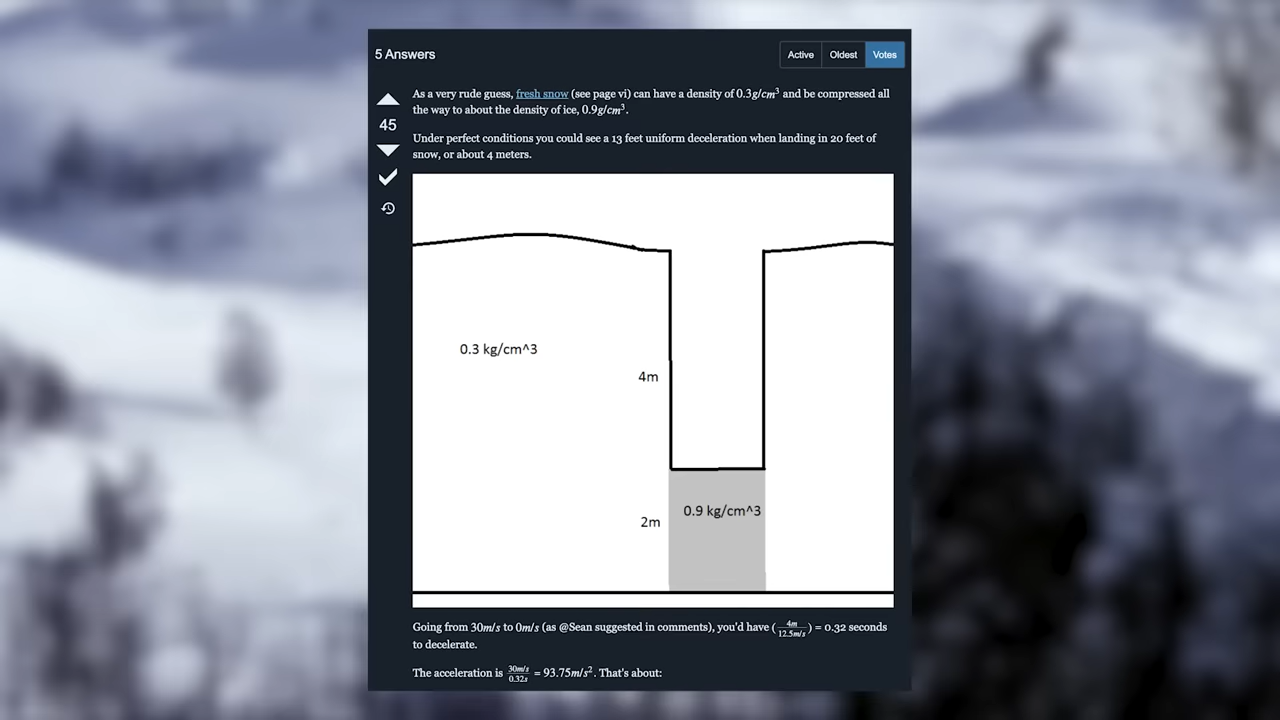 5 Answers
Active Oldest Votes
As a very rude guess, fresh snow (see page vi) can have a density of 0.3g/cm³ and be compressed all
the way to about the density of ice, 0.9g/cm³.
45
Under perfect conditions you could see a 13 feet uniform deceleration when landing in 20 feet of
snow, or about 4 meters.
0.3 kg/cm^3
4m
0.9 kg/cm^3
2m
Going from 30m/s to 0m/s (as @Sean suggested in comments), you'd have (4m/12.5m/s) = 0.32 seconds
to decelerate.
The acceleration is 30m/s/0.32s = 93.75m/s². That's about: